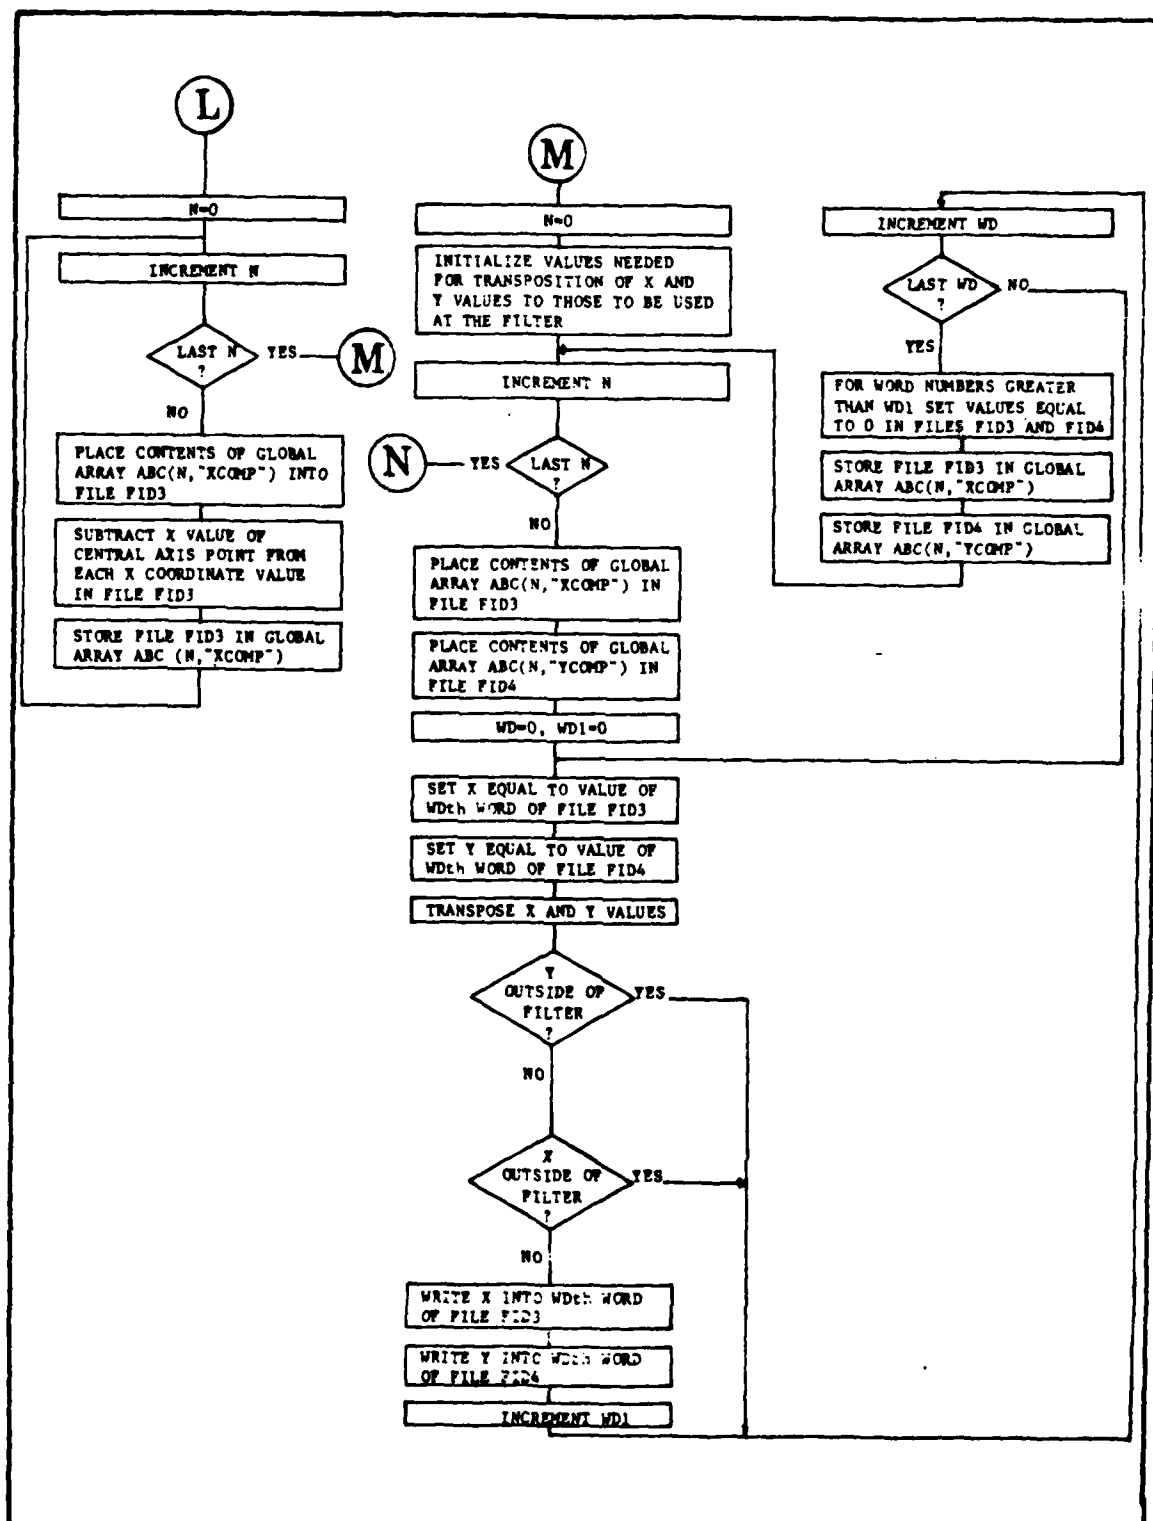 L
N=0
INCREMENT N
LAST N
?
YES
M
NO
PLACE CONTENTS OF GLOBAL
ARRAY ABC(N,"XCOMP") INTO
FILE FID3
SUBTRACT X VALUE OF
CENTRAL AXIS POINT FROM
EACH X COORDINATE VALUE
IN FILE FID3
STORE FILE FID3 IN GLOBAL
ARRAY ABC (N,"XCOMP")
M
N=0
INITIALIZE VALUES NEEDED
FOR TRANSPOSITION OF X AND
Y VALUES TO THOSE TO BE USED
AT THE FILTER
INCREMENT N
N
YES
LAST N
?
NO
PLACE CONTENTS OF GLOBAL
ARRAY ABC(N,"XCOMP") IN
FILE FID3
PLACE CONTENTS OF GLOBAL
ARRAY ABC(N,"YCOMP") IN
FILE FID4
WD=0, WD1=0
SET X EQUAL TO VALUE OF
WDth WORD OF FILE FID3
SET Y EQUAL TO VALUE OF
WDth WORD OF FILE FID4
TRANSPOSE X AND Y VALUES
Y
OUTSIDE OF
FILTER
?
YES
NO
X
OUTSIDE OF
FILTER
?
YES
NO
WRITE X INTO WDth WORD
OF FILE FID3
WRITE Y INTO WDth WORD
OF FILE FID4
INCREMENT WD1
INCREMENT WD
LAST WD
?
NO
YES
FOR WORD NUMBERS GREATER
THAN WD1 SET VALUES EQUAL
TO 0 IN FILES FID3 AND FID4
STORE FILE FID3 IN GLOBAL
ARRAY ABC(N,"XCOMP")
STORE FILE FID4 IN GLOBAL
ARRAY ABC(N,"YCOMP")